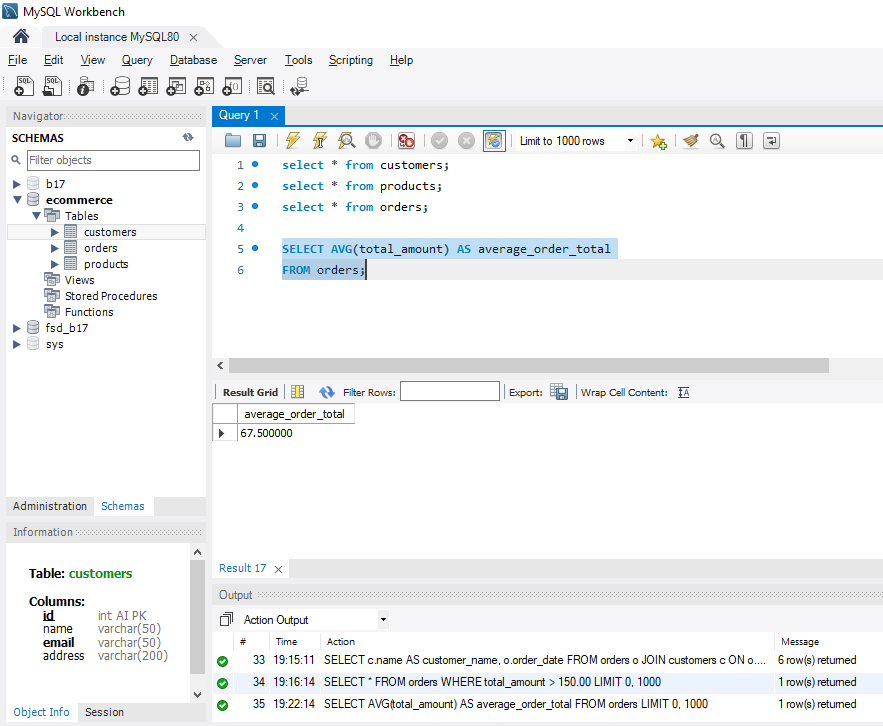 MySQL Workbench
Local instance MySQL80
File Edit View Query Database Server Tools Scripting Help
Navigator
SCHEMAS
Filter objects
b17
ecommerce
Tables
customers
orders
products
Views
Stored Procedures
Functions
fsd_b17
sys
Administration Schemas
Information
Table: customers
Columns:
id int AI PK
name varchar(50)
email varchar(50)
address varchar(200)
Object Info Session
Query 1
Limit to 1000 rows
1 select * from customers;
2 select * from products;
3 select * from orders;
4
5 SELECT AVG(total_amount) AS average_order_total
6 FROM orders;
Result Grid Filter Rows: Export: Wrap Cell Content:
average_order_total
67.500000
Result 17
Output
Action Output
# Time Action Message
33 19:15:11 SELECT c.name AS customer_name, o.order_date FROM orders o JOIN customers c ON o.... 6 row(s) returned
34 19:16:14 SELECT * FROM orders WHERE total_amount > 150.00 LIMIT 0, 1000 1 row(s) returned
35 19:22:14 SELECT AVG(total_amount) AS average_order_total FROM orders LIMIT 0, 1000 1 row(s) returned